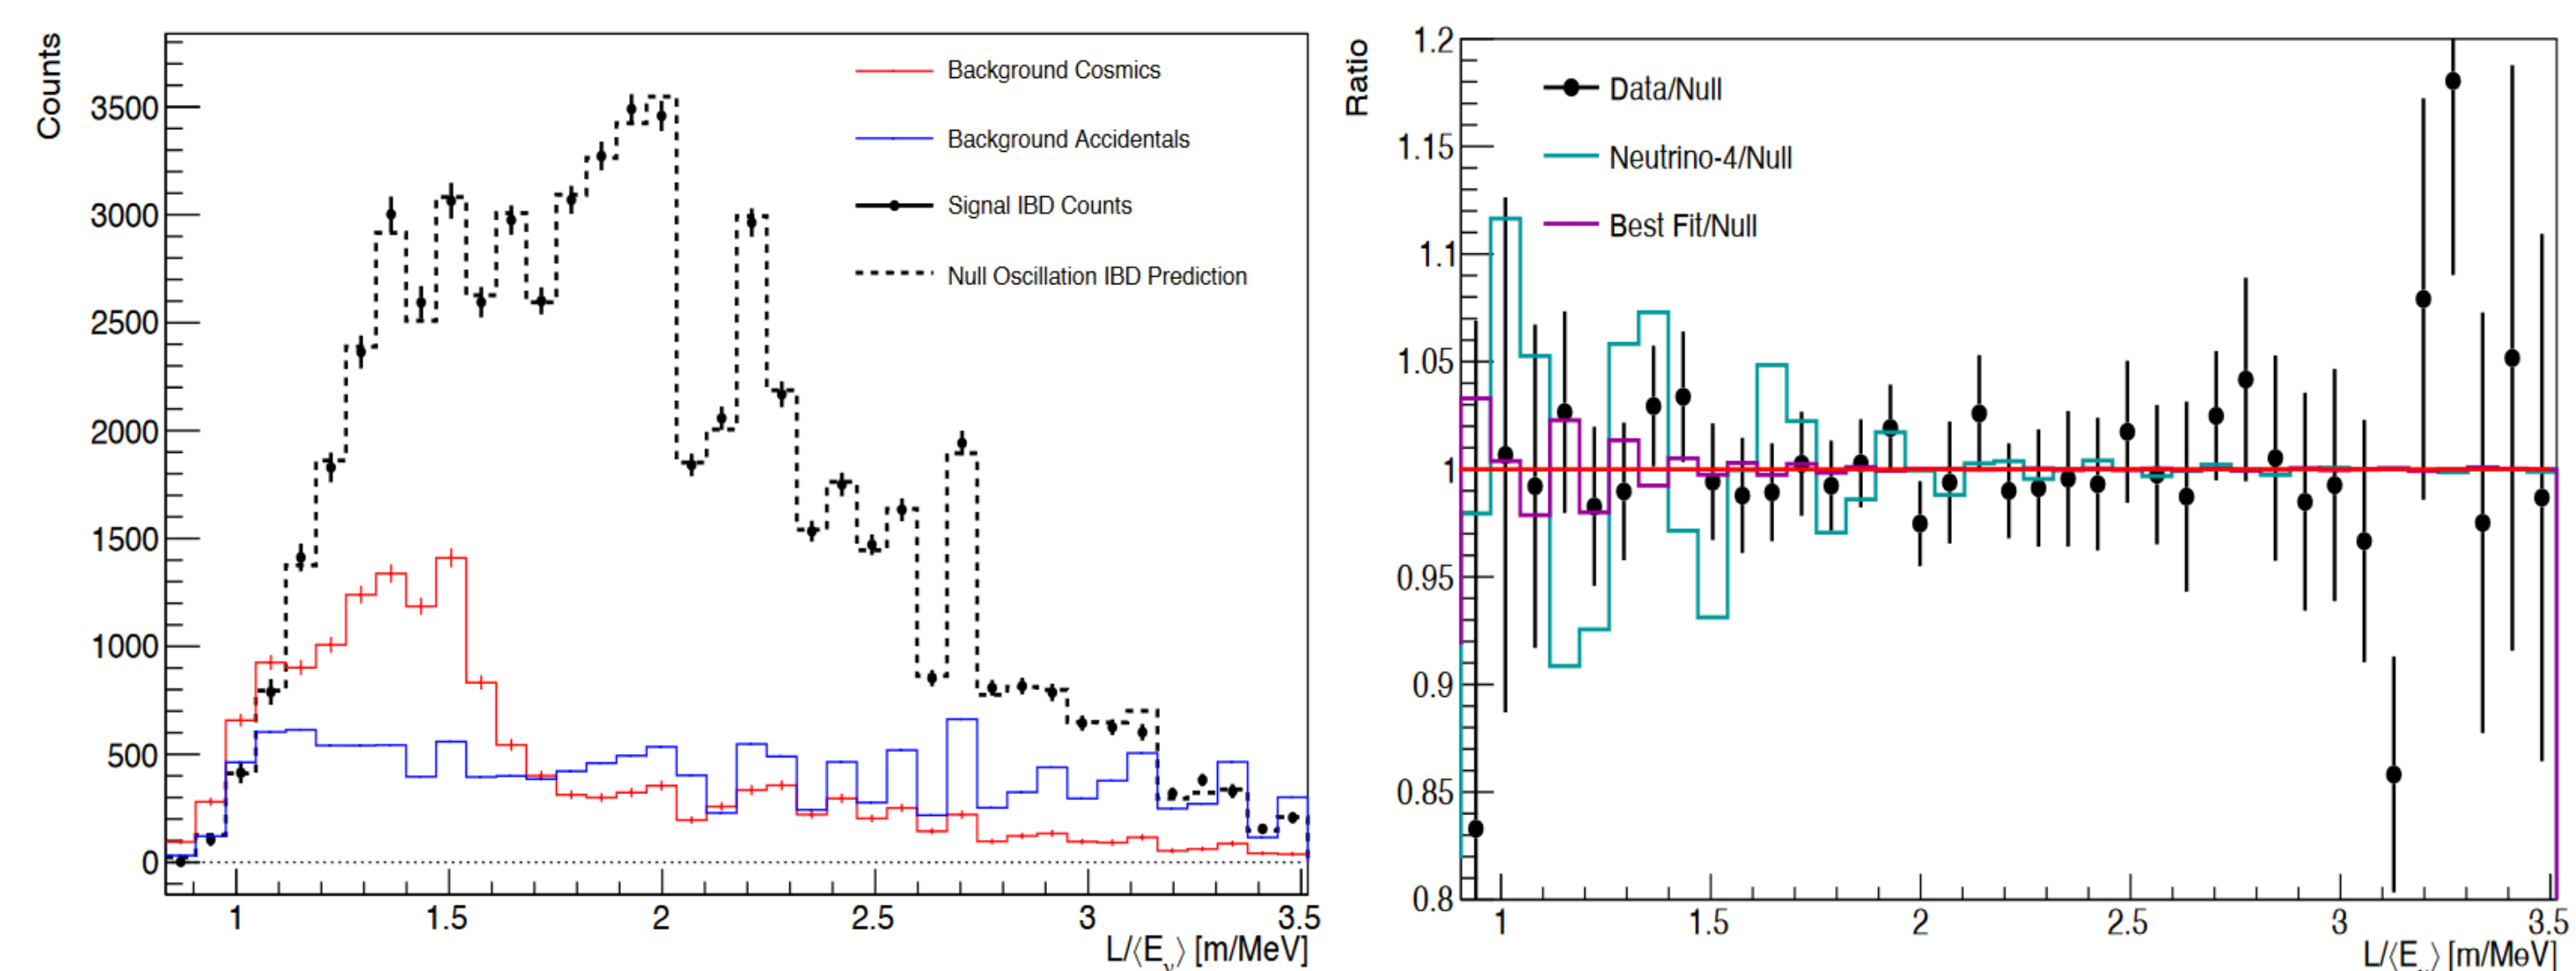 Counts
3500
3000
2500
2000
1500
1000
500
0
Background Cosmics
Background Accidentals
Signal IBD Counts
Null Oscillation IBD Prediction
1 1.5 2 2.5 3 3.5
L/⟨Eν⟩ [m/MeV]
Ratio
1.2
1.15
1.1
1.05
1
0.95
0.9
0.85
0.8
Data/Null
Neutrino-4/Null
Best Fit/Null
1 1.5 2 2.5 3 3.5
L/⟨Eν⟩ [m/MeV]